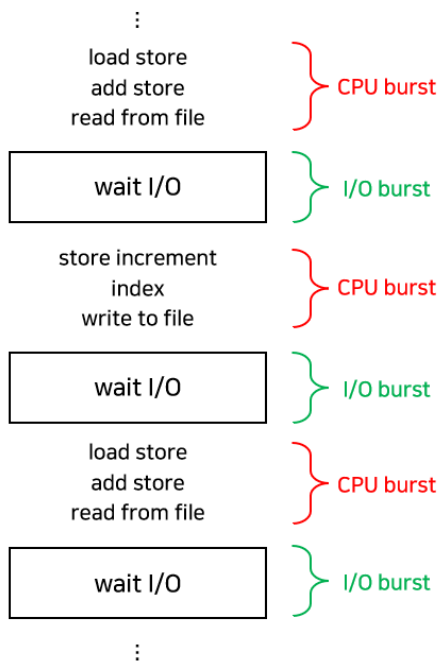 ⋮
load store
add store
read from file
CPU burst
wait I/O
I/O burst
store increment
index
write to file
CPU burst
wait I/O
I/O burst
load store
add store
read from file
CPU burst
wait I/O
I/O burst
⋮